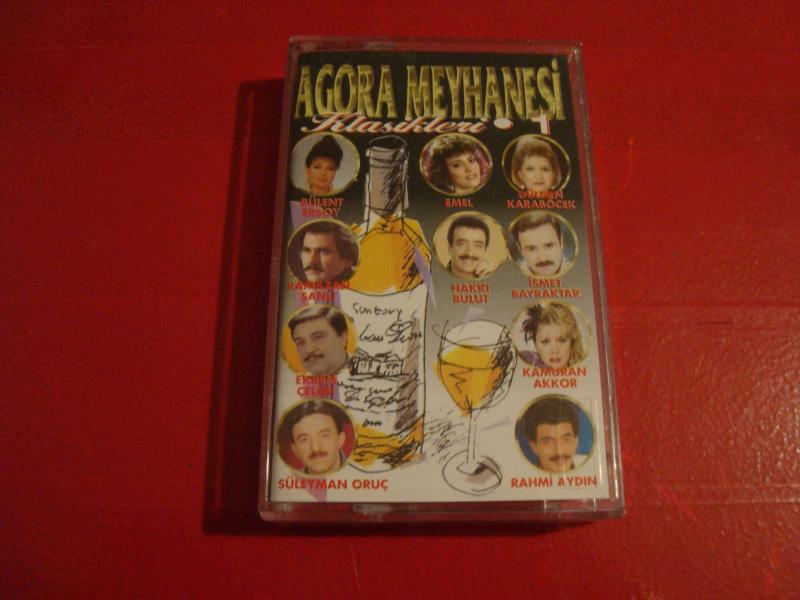 AGORA MEYHANESİ
Klasikleri • 1
BÜLENT
ERSOY
EMEL
GÜLDEN
KARABÖCEK
RAMAZAN
ŞANLI
HAKKI
BULUT
İSMET
BAYRAKTAR
EKREM
ÇELEBİ
KAMURAN
AKKOR
SÜLEYMAN ORUÇ
RAHMİ AYDIN